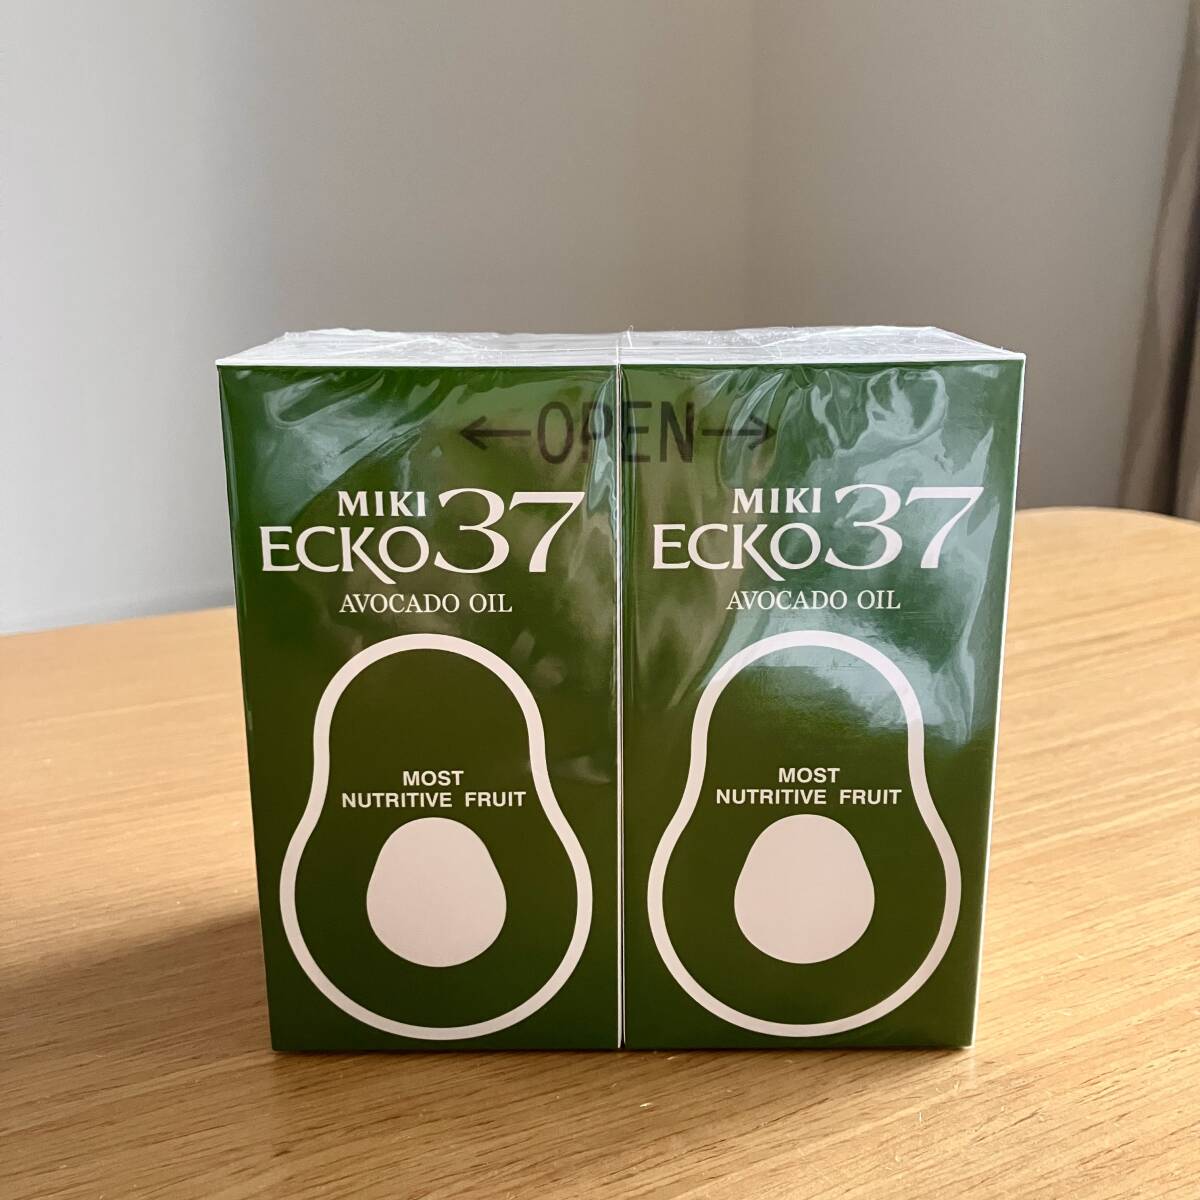 ←OPEN→
MIKI
ECKO37
AVOCADO OIL
MOST
NUTRITIVE FRUIT
MIKI
ECKO37
AVOCADO OIL
MOST
NUTRITIVE FRUIT